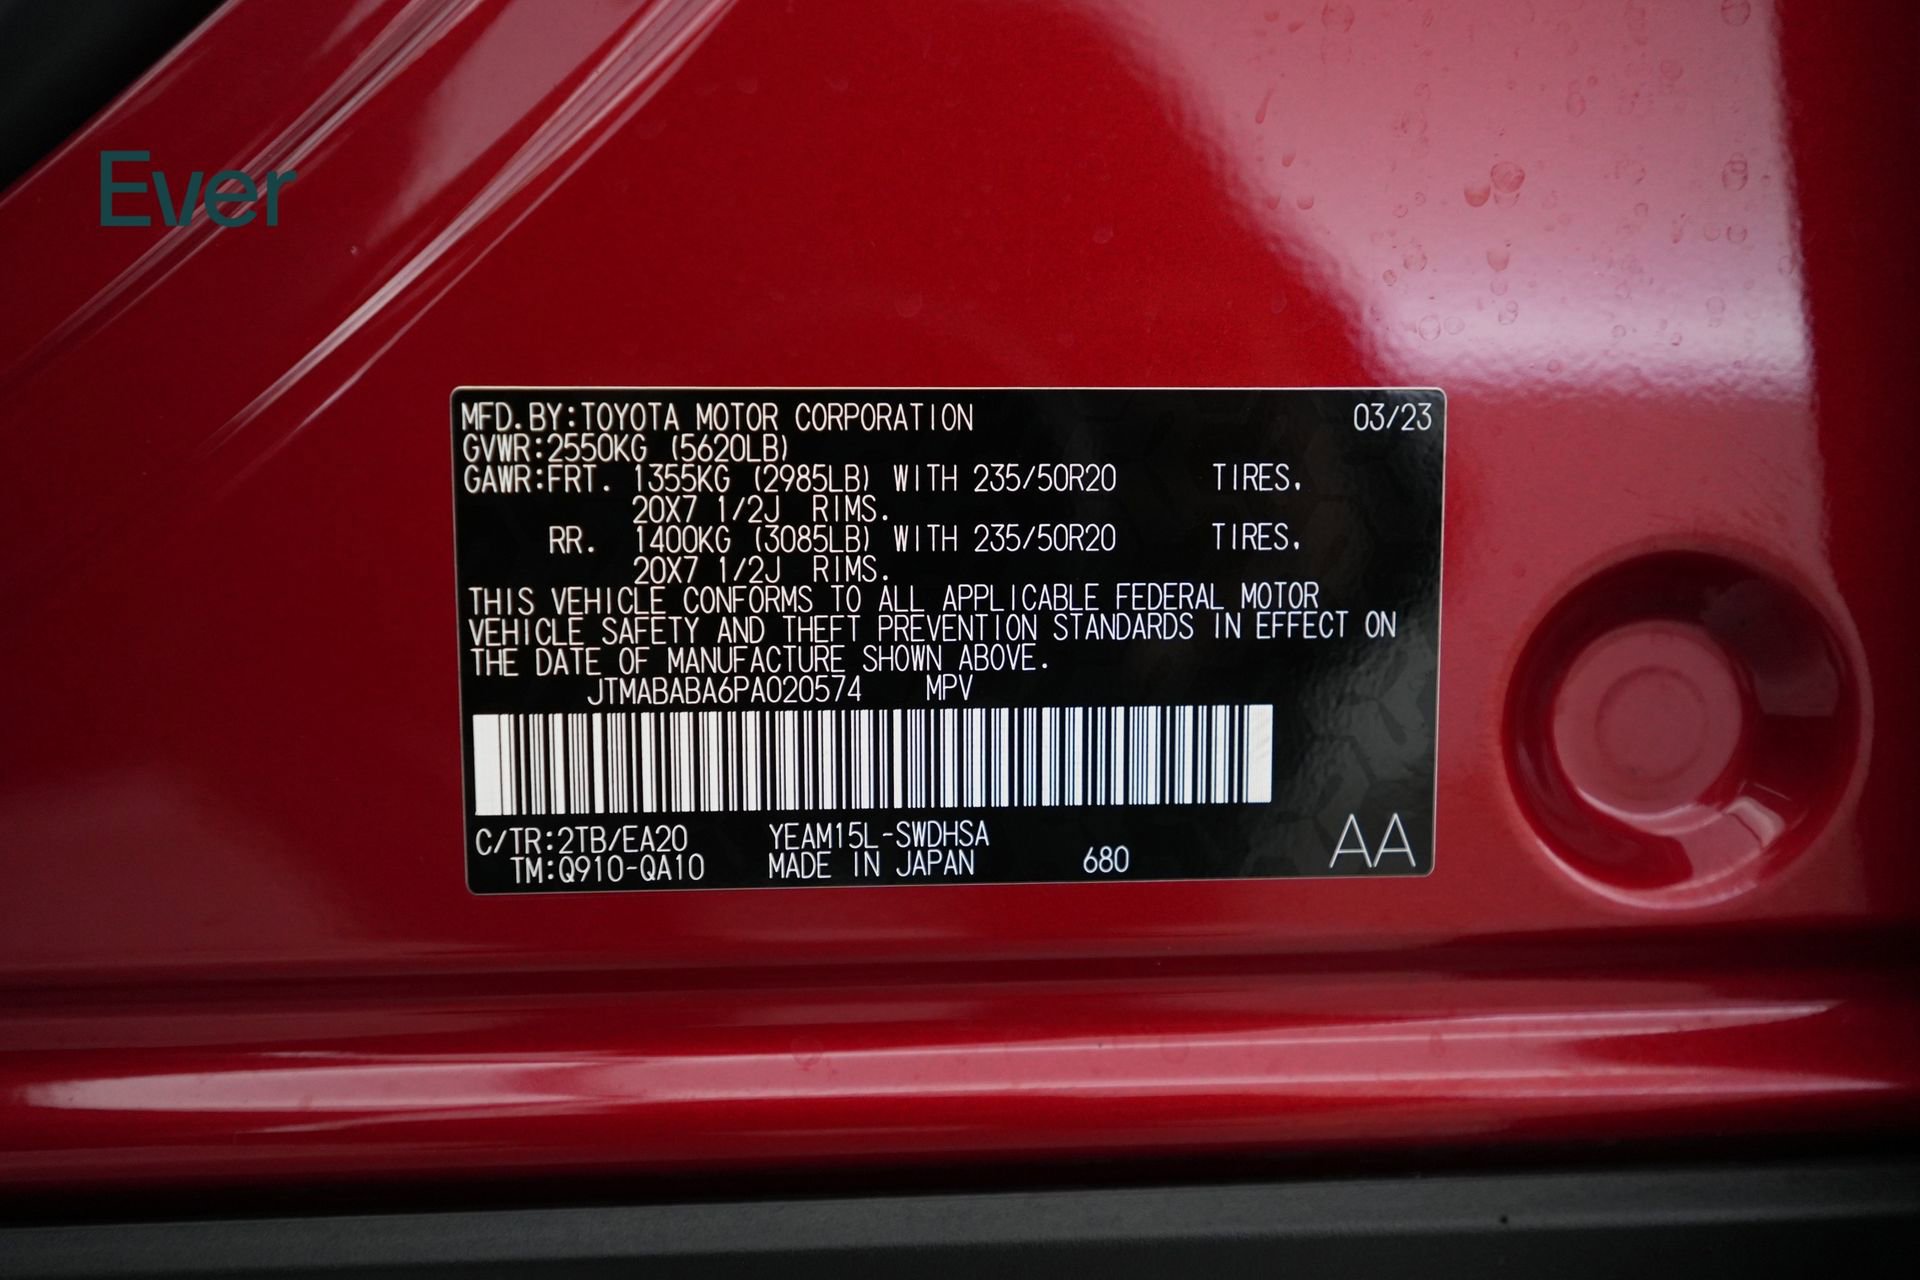 Ever
MFD.BY:TOYOTA MOTOR CORPORATION 03/23
GVWR:2550KG (5620LB)
GAWR:FRT. 1355KG (2985LB) WITH 235/50R20 TIRES.
20X7 1/2J RIMS.
RR. 1400KG (3085LB) WITH 235/50R20 TIRES.
20X7 1/2J RIMS.
THIS VEHICLE CONFORMS TO ALL APPLICABLE FEDERAL MOTOR
VEHICLE SAFETY AND THEFT PREVENTION STANDARDS IN EFFECT ON
THE DATE OF MANUFACTURE SHOWN ABOVE.
JTMABABA6PA020574 MPV
C/TR:2TB/EA20 YEAM15L-SWDHSA
TM:Q910-QA10 MADE IN JAPAN 680 AA